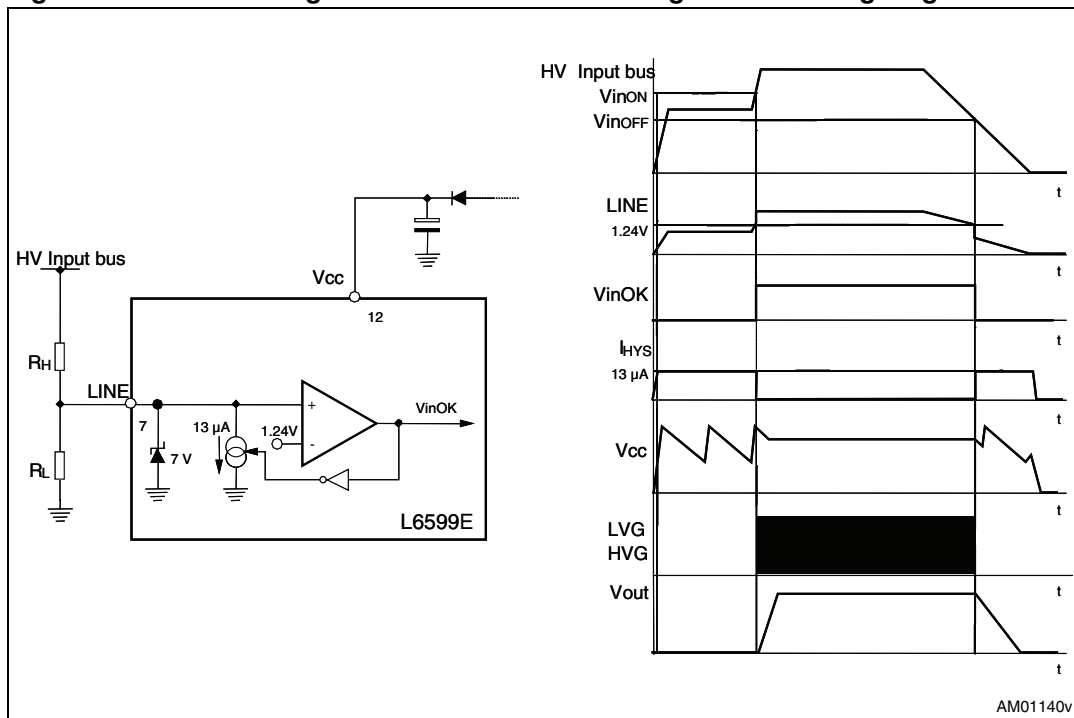 HV Input bus
RH
RL
LINE
7
7 V
13 µA
1.24V
+
-
VinOK
Vcc
12
L6599E
HV Input bus
VinON
VinOFF
t
LINE
1.24V
t
VinOK
t
IHYS
13 µA
t
Vcc
t
LVG
HVG
t
Vout
t
AM01140v